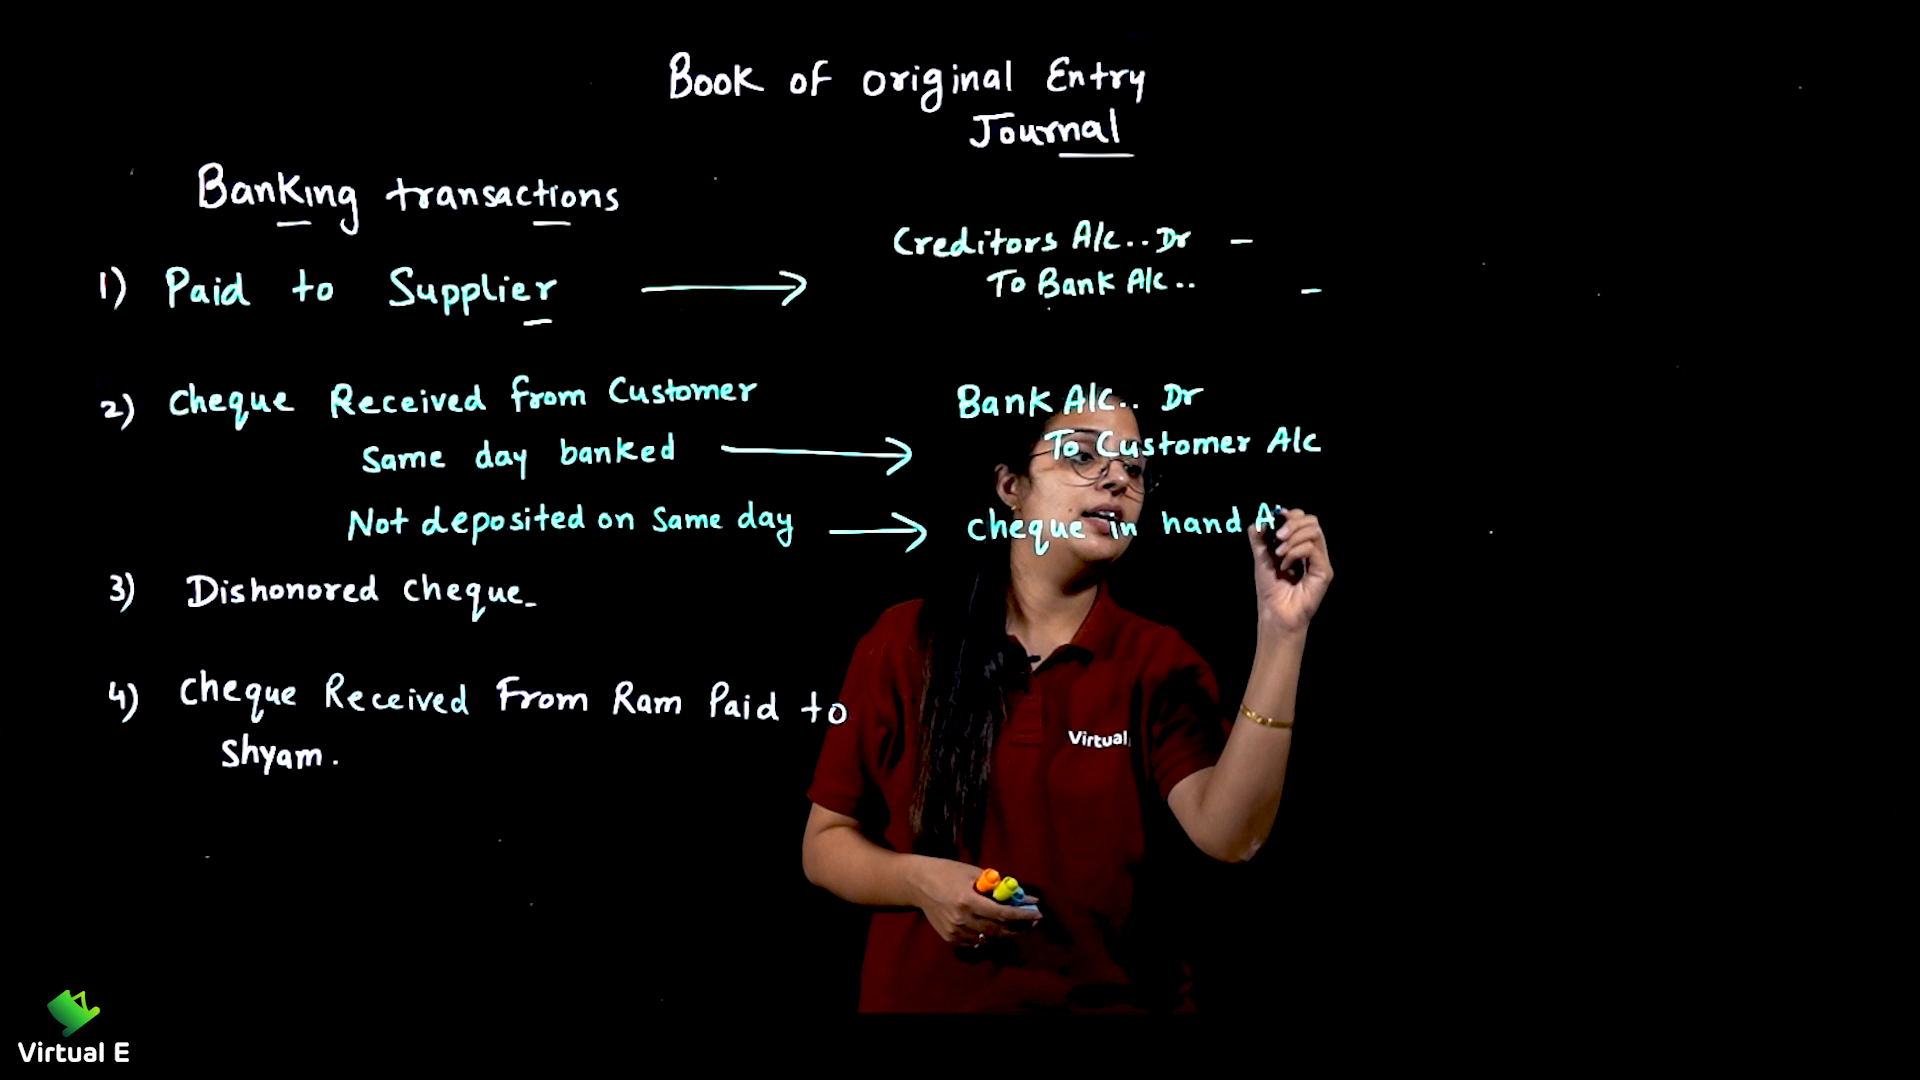 Book of original Entry
Journal
Banking transactions
1) Paid to Supplier
Creditors A/c.. Dr -
To Bank A/c.. -
2) Cheque Received from Customer
Same day banked
Bank A/c.. Dr
To Customer A/c
Not deposited on Same day
cheque in hand A
3) Dishonored cheque-
4) Cheque Received From Ram Paid to
Shyam.
Virtual
Virtual E